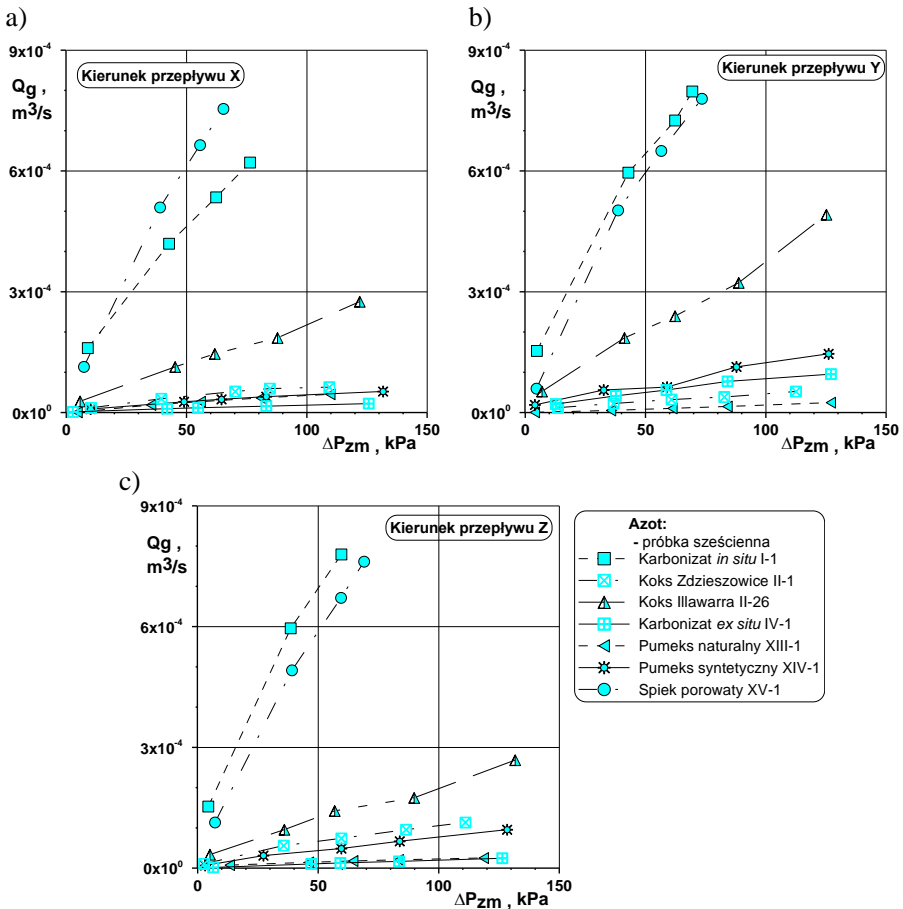 a)
9x10⁻⁴
Kierunek przepływu X
Qg ,
m³/s
6x10⁻⁴
3x10⁻⁴
0x10⁰
0
50
100
150
ΔPzm , kPa
b)
9x10⁻⁴
Kierunek przepływu Y
Qg ,
m³/s
6x10⁻⁴
3x10⁻⁴
0x10⁰
0
50
100
150
ΔPzm , kPa
c)
9x10⁻⁴
Kierunek przepływu Z
Qg ,
m³/s
6x10⁻⁴
3x10⁻⁴
0x10⁰
0
50
100
150
ΔPzm , kPa
Azot:
- próbka sześcienna
Karbonizat in situ I-1
Koks Zdzieszowice II-1
Koks Illawarra II-26
Karbonizat ex situ IV-1
Pumeks naturalny XIII-1
Pumeks syntetyczny XIV-1
Spiek porowaty XV-1